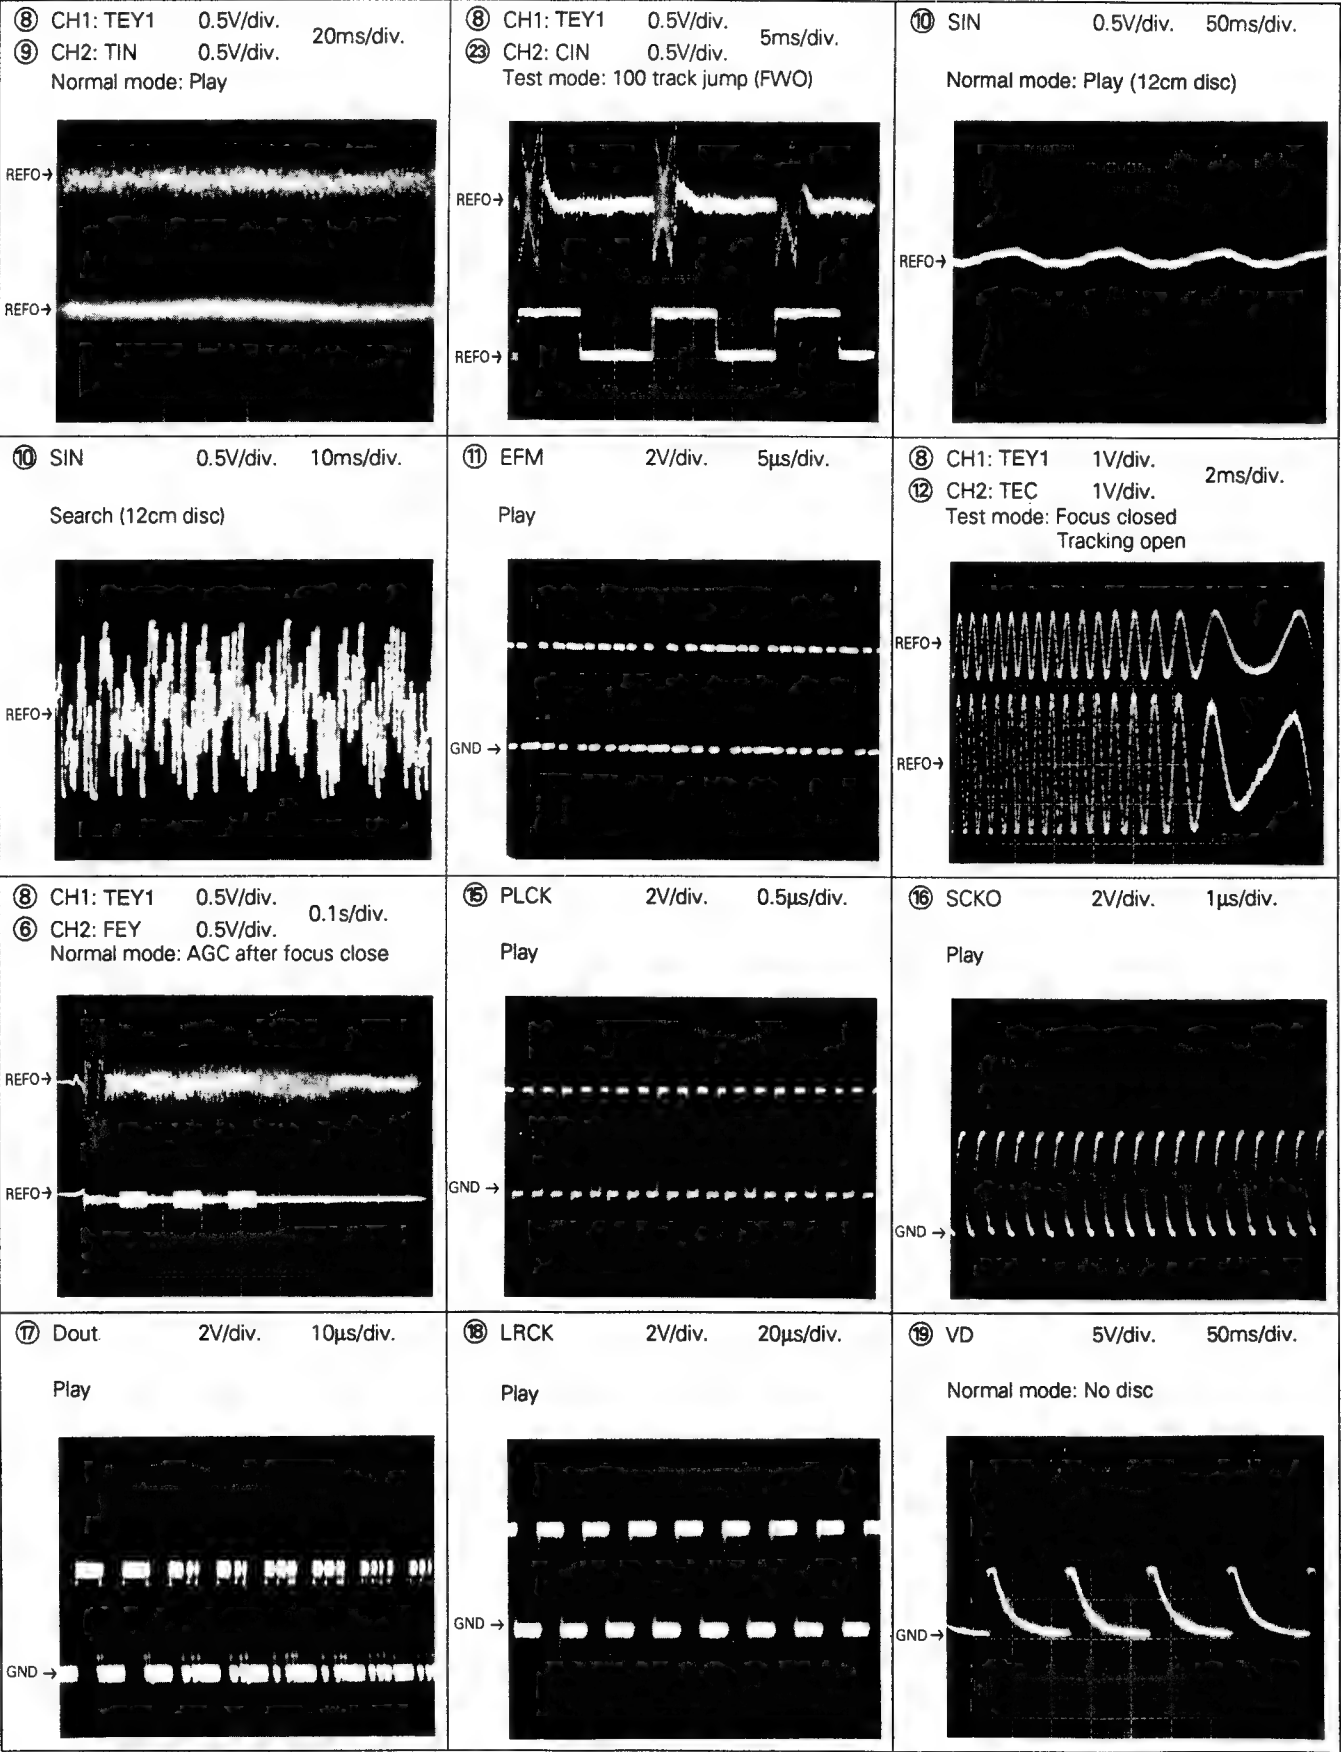 ⑧ CH1: TEY1 0.5V/div. 20ms/div.
⑨ CH2: TIN 0.5V/div.
Normal mode: Play
REFO→
REFO→
⑧ CH1: TEY1 0.5V/div. 5ms/div.
㉓ CH2: CIN 0.5V/div.
Test mode: 100 track jump (FWO)
REFO→
REFO→
⑩ SIN 0.5V/div. 50ms/div.
Normal mode: Play (12cm disc)
REFO→
⑩ SIN 0.5V/div. 10ms/div.
Search (12cm disc)
REFO→
⑪ EFM 2V/div. 5µs/div.
Play
GND →
⑧ CH1: TEY1 1V/div. 2ms/div.
⑫ CH2: TEC 1V/div.
Test mode: Focus closed
Tracking open
REFO→
REFO→
⑧ CH1: TEY1 0.5V/div. 0.1s/div.
⑥ CH2: FEY 0.5V/div.
Normal mode: AGC after focus close
REFO→
REFO→
⑮ PLCK 2V/div. 0.5µs/div.
Play
GND →
⑯ SCKO 2V/div. 1µs/div.
Play
GND →
⑰ Dout 2V/div. 10µs/div.
Play
GND →
⑱ LRCK 2V/div. 20µs/div.
Play
GND →
⑲ VD 5V/div. 50ms/div.
Normal mode: No disc
GND→